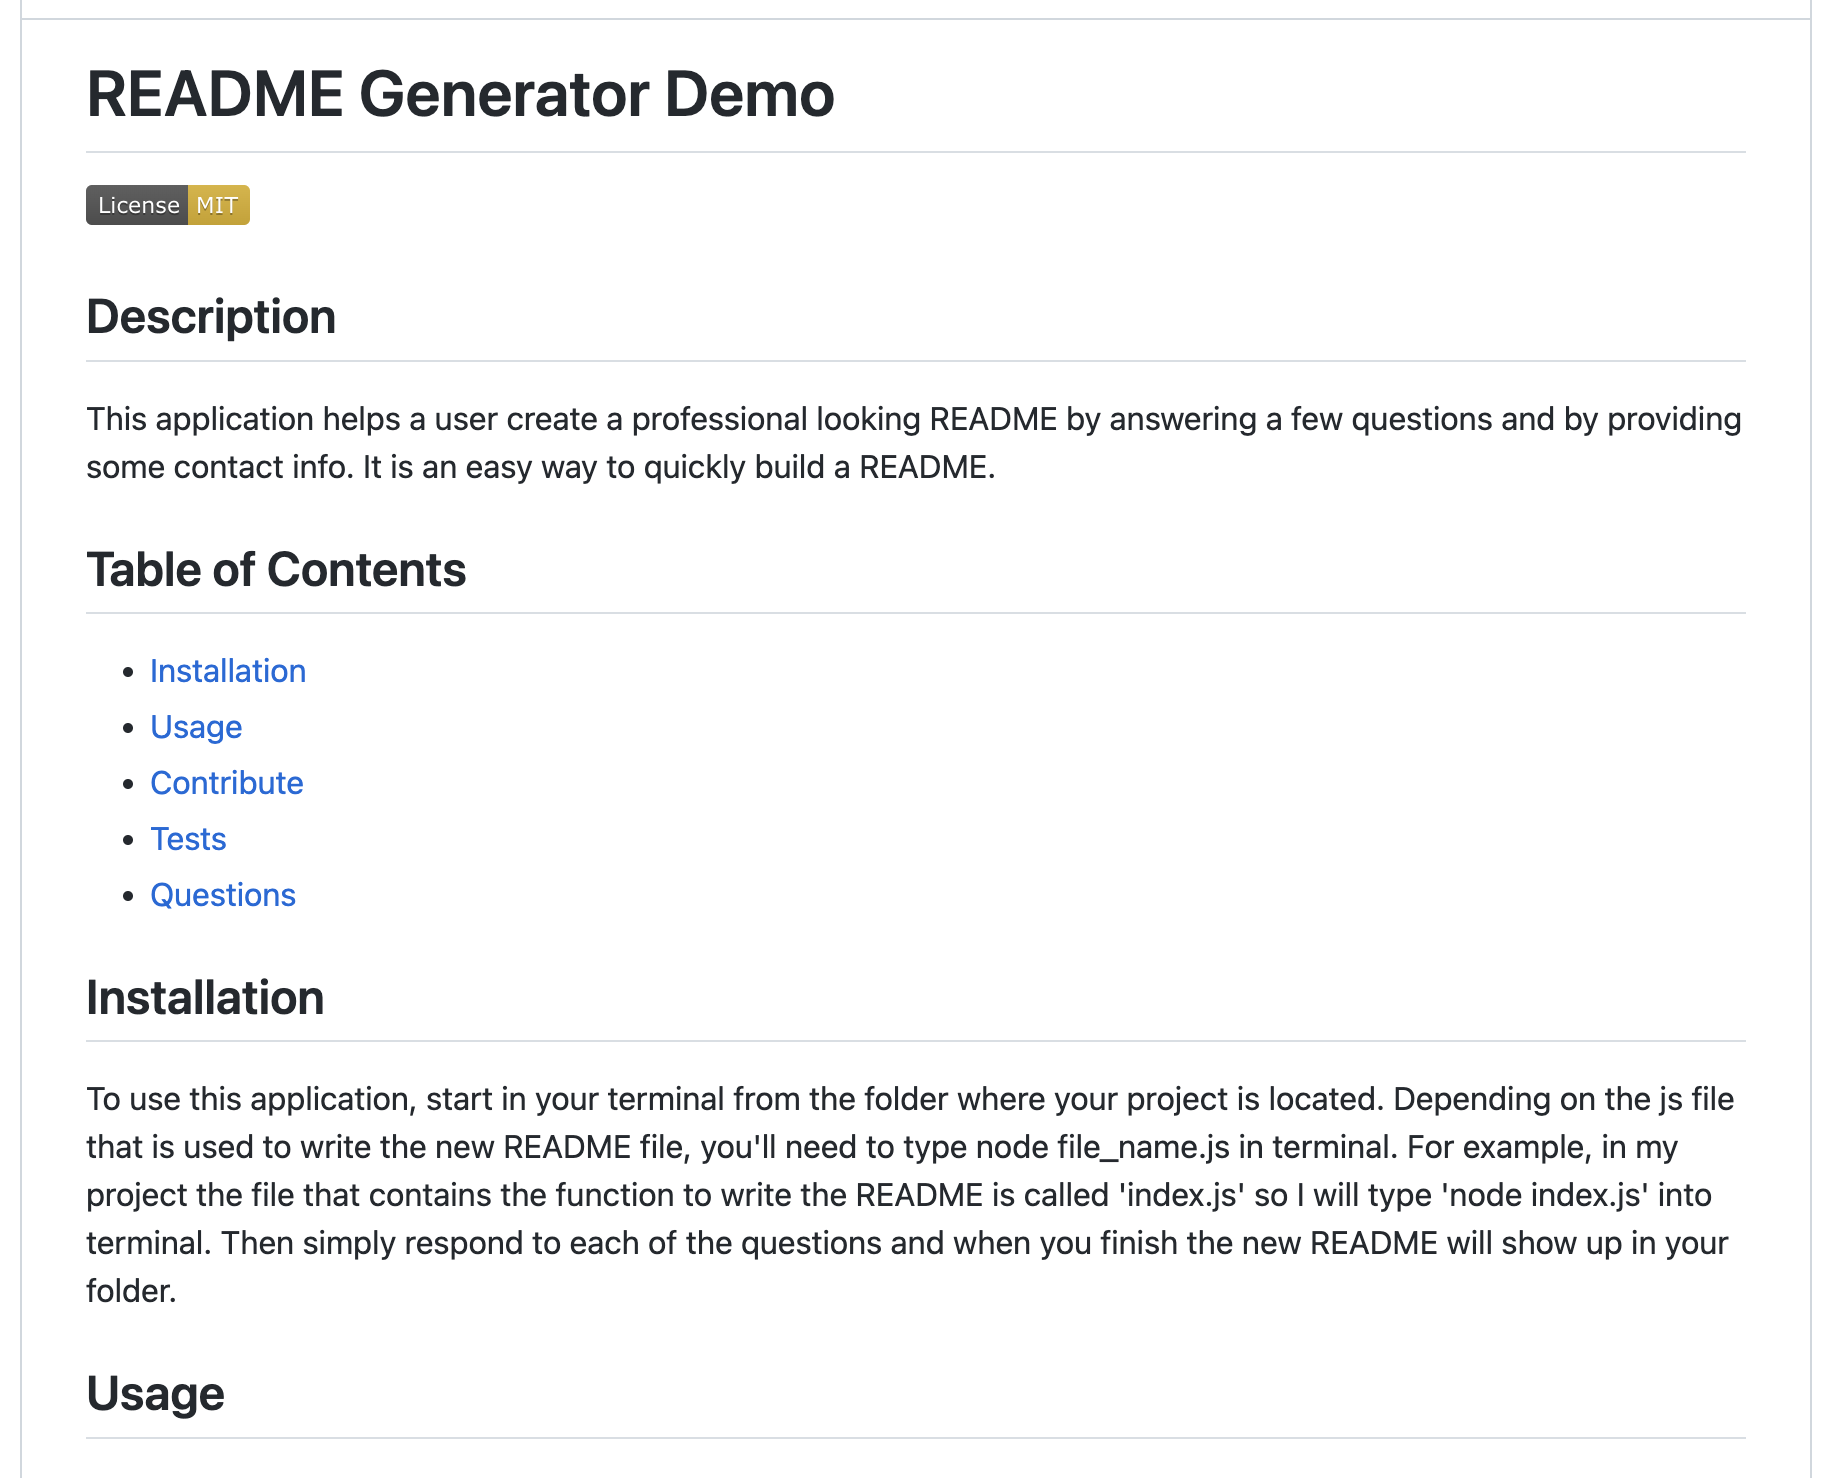 README Generator Demo
License MIT
Description
This application helps a user create a professional looking README by answering a few questions and by providing
some contact info. It is an easy way to quickly build a README.
Table of Contents
Installation
Usage
Contribute
Tests
Questions
Installation
To use this application, start in your terminal from the folder where your project is located. Depending on the js file
that is used to write the new README file, you'll need to type node file_name.js in terminal. For example, in my
project the file that contains the function to write the README is called 'index.js' so I will type 'node index.js' into
terminal. Then simply respond to each of the questions and when you finish the new README will show up in your
folder.
Usage